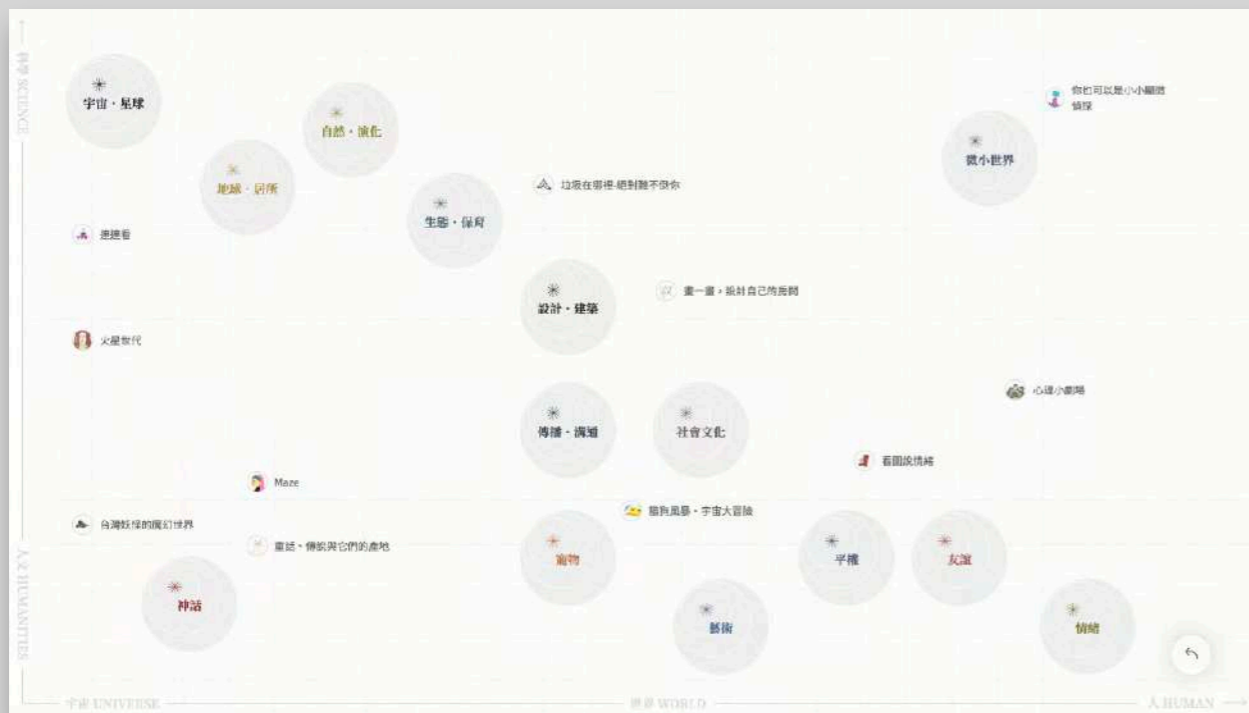 科學 SCIENCE
宇宙・星球
自然・演化
你也可以是小小顯微
偵探
微小世界
地球・居所
垃圾在哪裡-絕對難不倒你
生態・保育
連連看
設計・建築
畫一畫，設計自己的房間
火星世代
心理小劇場
傳播・溝通
社會文化
看圖說情緒
Maze
貓狗風暴・宇宙大冒險
台灣妖怪的魔幻世界
童話、傳說與它們的產地
寵物
平權
友誼
神話
藝術
情緒
人文 HUMANITIES
宇宙 UNIVERSE
世界 WORLD
人 HUMAN